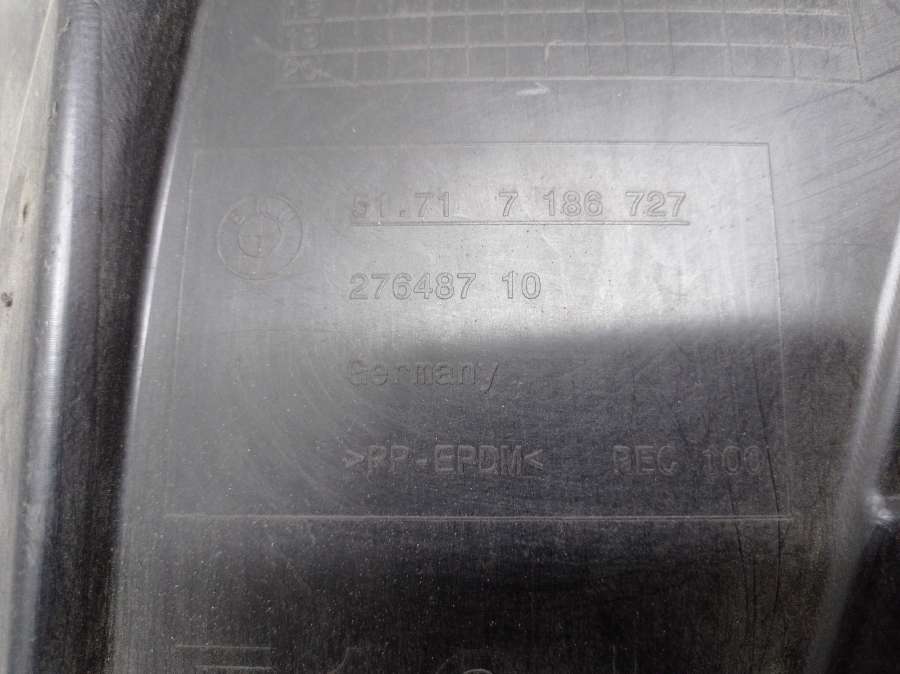 51.71 7 186 727
276487 10
Germany
>PP-EPDM< REC 100